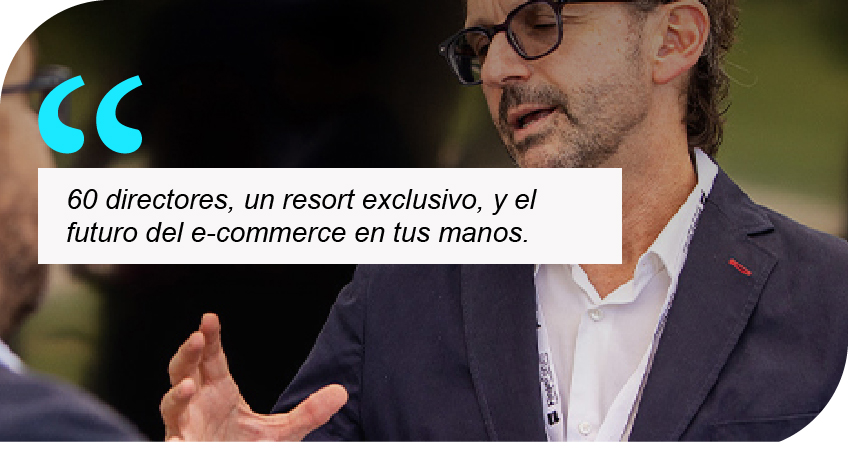 60 directores, un resort exclusivo, y el
futuro del e-commerce en tus manos.